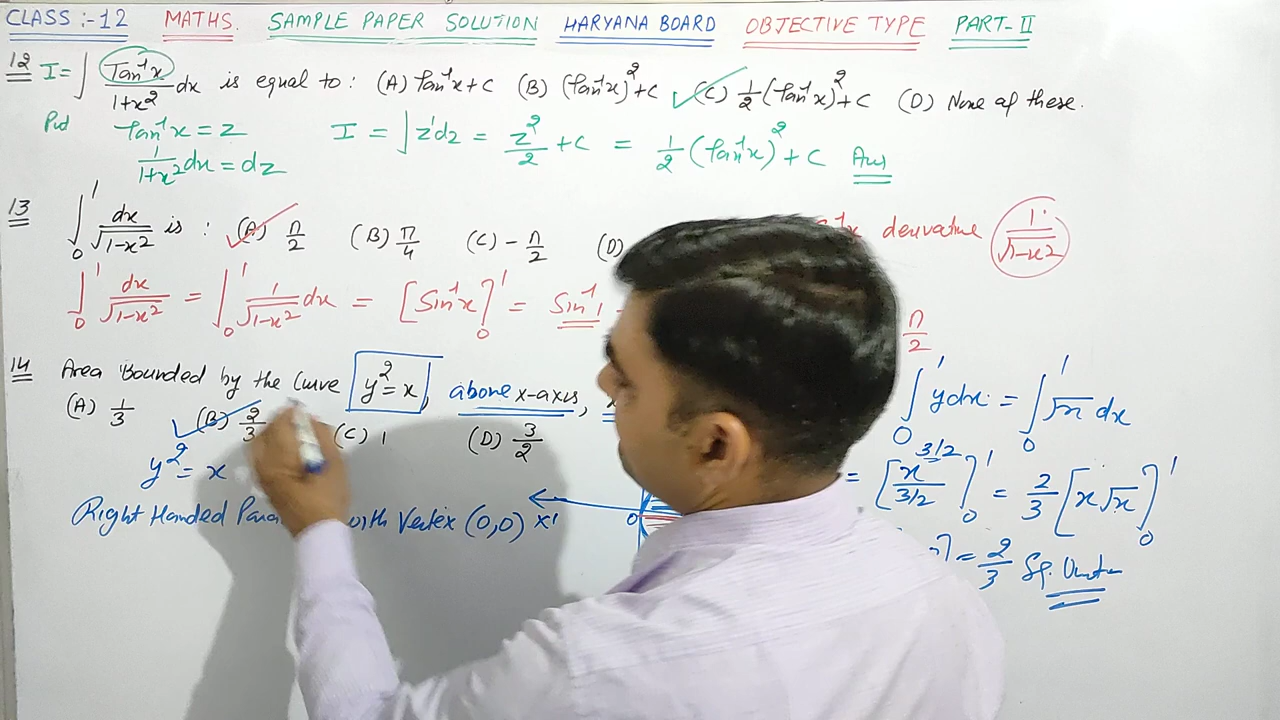 CLASS :- 12 MATHS. SAMPLE PAPER SOLUTION HARYANA BOARD OBJECTIVE TYPE PART-II
12 I = ∫ Tan⁻¹x / 1+x² dx is equal to : (A) tan⁻¹x + C (B) (tan⁻¹x)² + C (C) 1/2 (tan⁻¹x)² + C (D) None of these.
Put tan⁻¹x = z I = ∫ z¹dz = z²/2 + C = 1/2 (tan⁻¹x)² + C Ans
1/1+x² dx = dz
13 ∫₀¹ dx/√1-x² is : (A) π/2 (B) π/4 (C) - π/2 (D) derivative 1/√1-x²
∫₀¹ dx/√1-x² = ∫₀¹ 1/√1-x² dx = [Sin⁻¹x]₀¹ = Sin⁻¹1
π/2
14 Area Bounded by the Curve y² = x, above x-axis,
(A) 1/3 (B) 2/3 (C) 1 (D) 3/2
∫₀¹ ydx = ∫₀¹ √x dx
y² = x
= [x^3/2 / 3/2]₀¹ = 2/3 [x√x]₀¹
Right Handed Para with Vertex (0,0) X' 0
= 2/3 Sq. Units